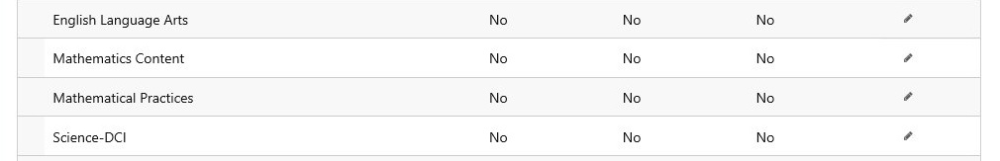 English Language Arts No No No
Mathematics Content No No No
Mathematical Practices No No No
Science-DCI No No No